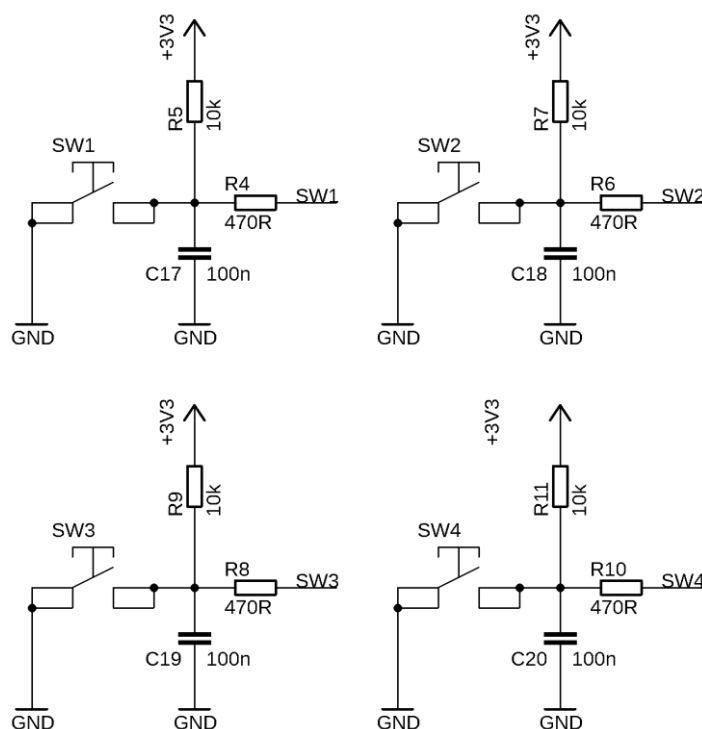 +3V3
R5
10k
SW1
R4
SW1
470R
C17
100n
GND
GND
+3V3
R7
10k
SW2
R6
SW2
470R
C18
100n
GND
GND
+3V3
R9
10k
SW3
R8
SW3
470R
C19
100n
GND
GND
+3V3
R11
10k
SW4
R10
SW4
470R
C20
100n
GND
GND